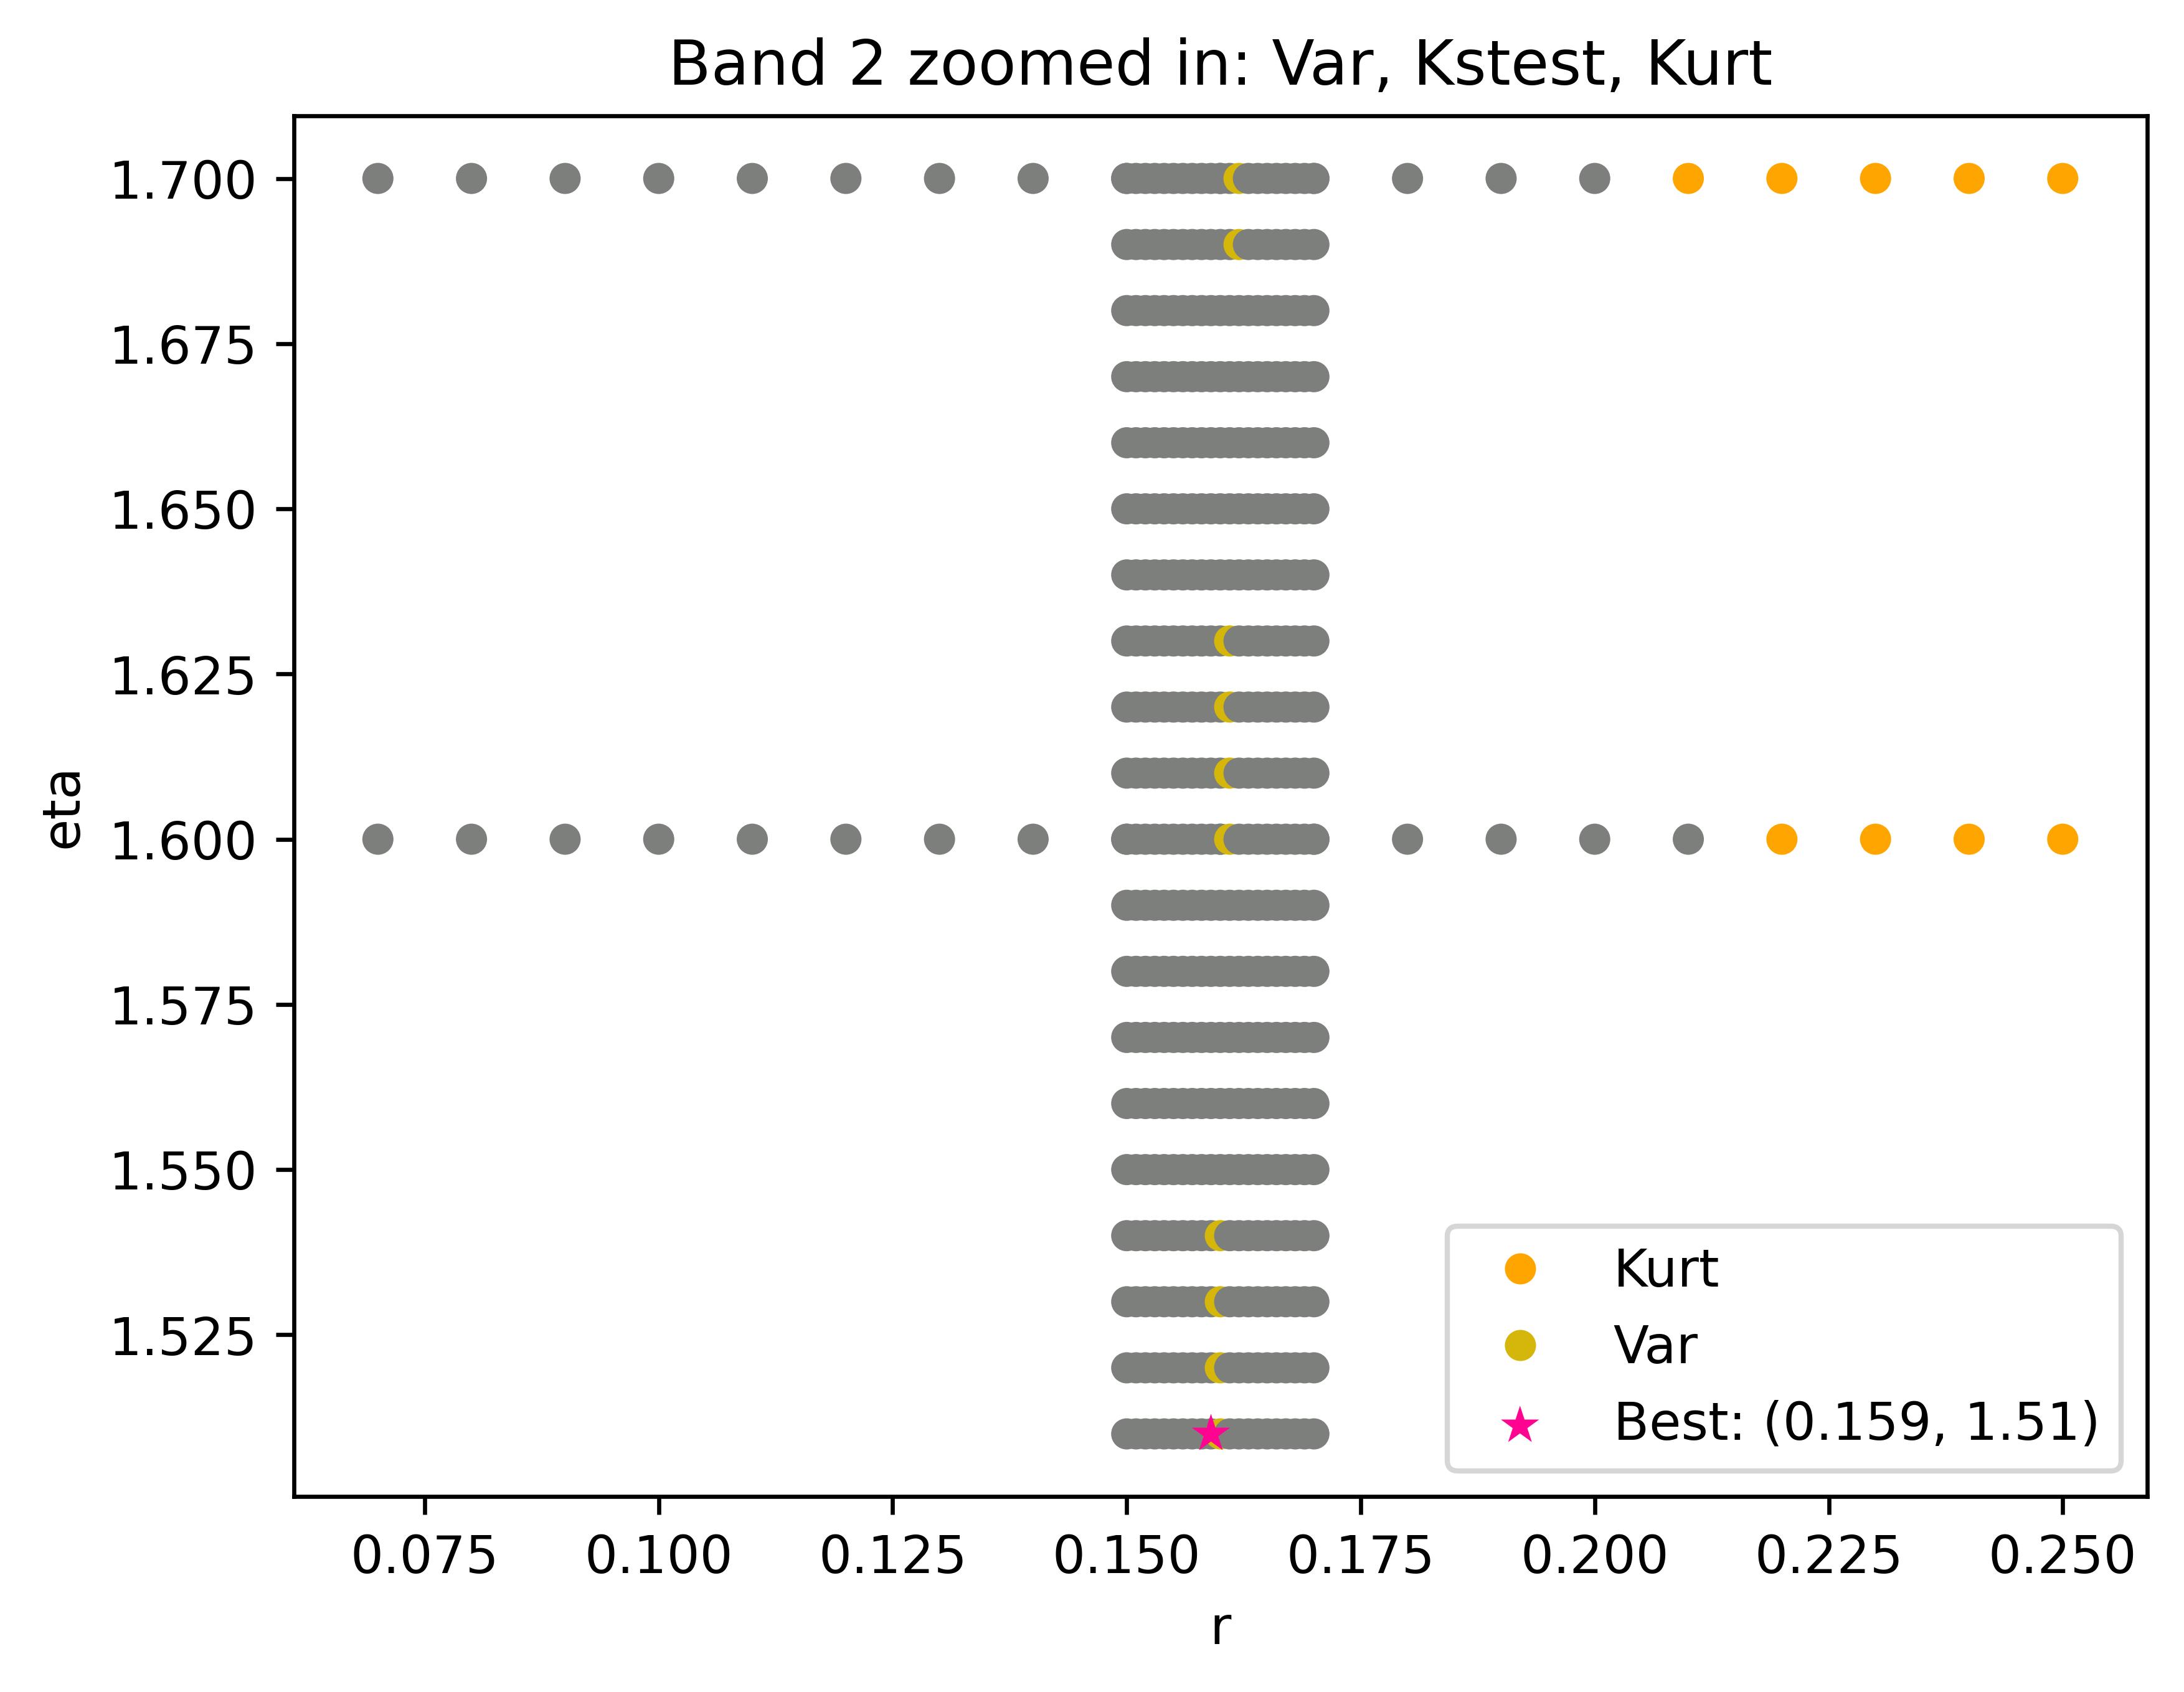 Band 2 zoomed in: Var, Kstest, Kurt
1.700
1.675
1.650
1.625
1.600
1.575
1.550
1.525
eta
Kurt
Var
Best: (0.159, 1.51)
0.075 0.100 0.125 0.150 0.175 0.200 0.225 0.250
r